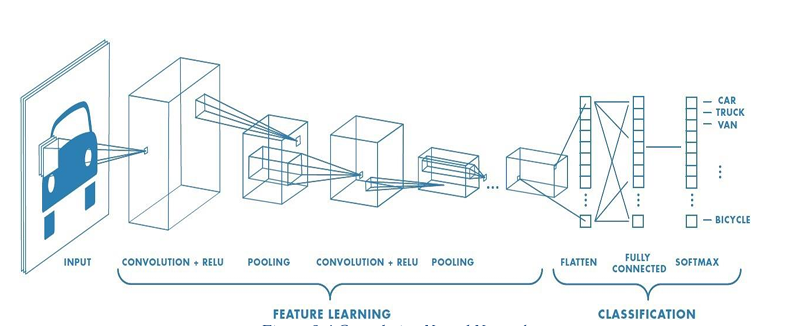 CAR
TRUCK
VAN
BICYCLE
INPUT
CONVOLUTION + RELU
POOLING
CONVOLUTION + RELU
POOLING
FLATTEN
FULLY
CONNECTED
SOFTMAX
FEATURE LEARNING
CLASSIFICATION